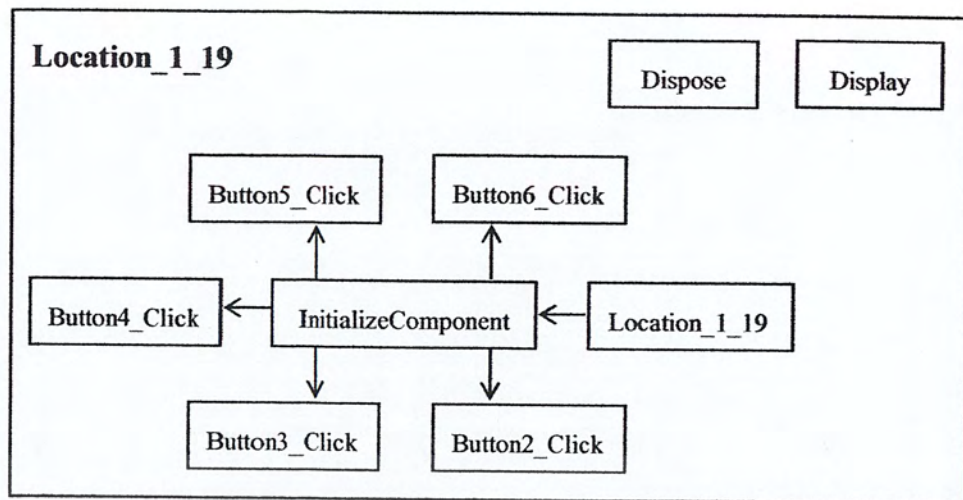 Location_1_19
Dispose
Display
Button5_Click
Button6_Click
Button4_Click
InitializeComponent
Location_1_19
Button3_Click
Button2_Click